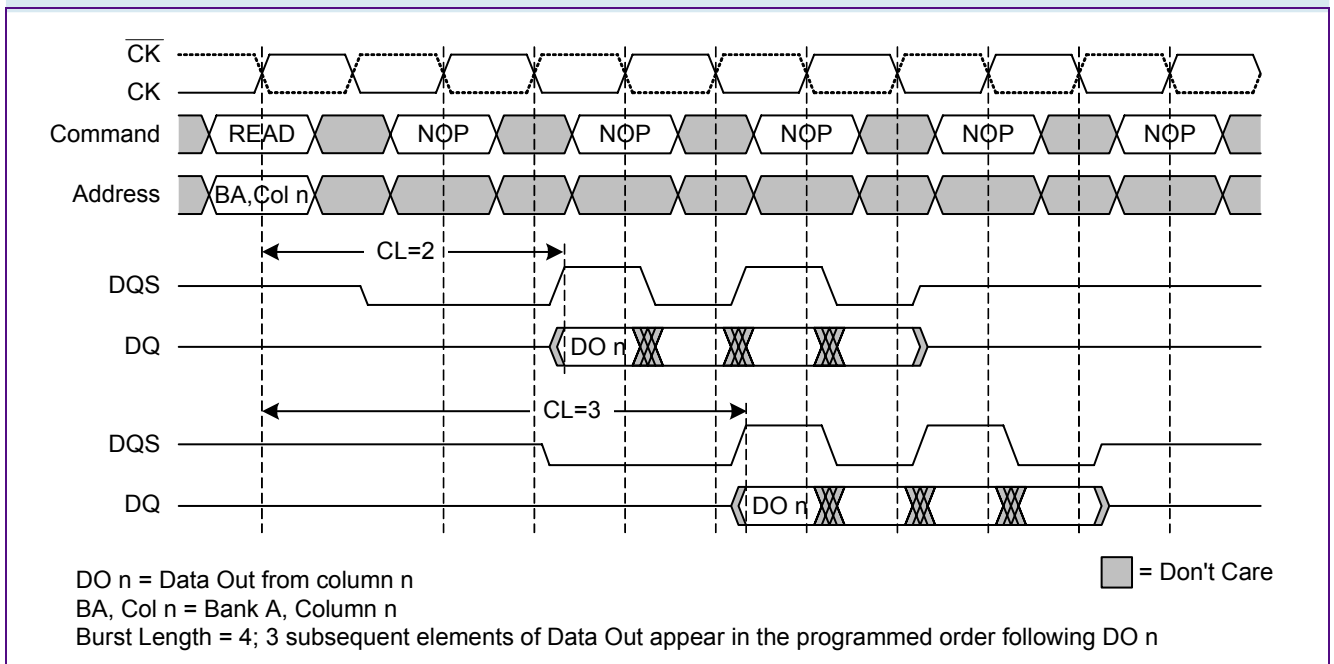 CK
CK
Command READ NOP NOP NOP NOP NOP
Address BA,Col n
CL=2
DQS
DQ DO n
CL=3
DQS
DQ DO n
DO n = Data Out from column n
= Don't Care
BA, Col n = Bank A, Column n
Burst Length = 4; 3 subsequent elements of Data Out appear in the programmed order following DO n